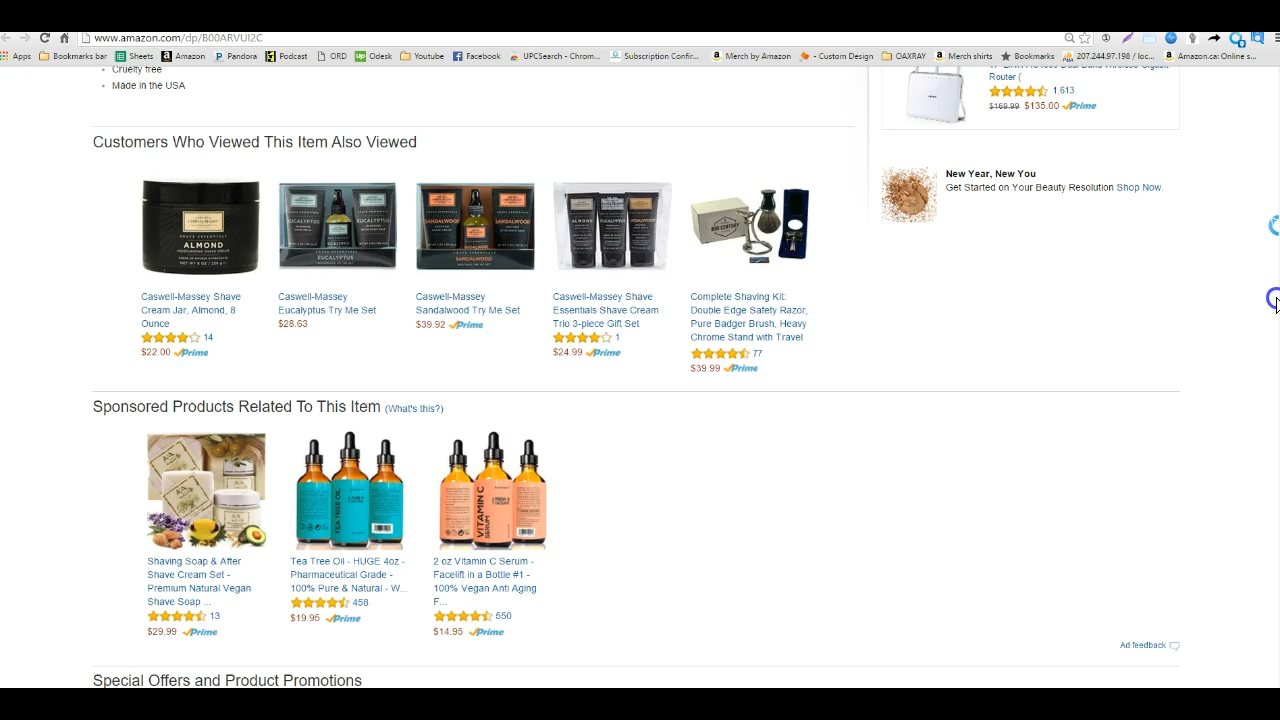 www.amazon.com/dp/B00ARVUI2C
Apps Bookmarks bar Sheets Amazon Pandora Podcast ORD Odesk Youtube Facebook UPCSearch - Chrom... Subscription Confir... Merch by Amazon - Custom Design OAXRAY Merch shirts 207.244.97.198 / loc... Bookmarks Amazon.ca: Online s...
Cruelty free
Made in the USA
Router (
1,613
$169.99 $135.00 Prime
New Year, New You
Get Started on Your Beauty Resolution Shop Now.
Customers Who Viewed This Item Also Viewed
ALMOND
EUCALYPTUS
SANDALWOOD
Caswell-Massey Shave
Cream Jar, Almond, 8
Ounce
14
$22.00 Prime
Caswell-Massey
Eucalyptus Try Me Set
$28.63
Caswell-Massey
Sandalwood Try Me Set
$39.92 Prime
Caswell-Massey Shave
Essentials Shave Cream
Trio 3-piece Gift Set
1
$24.99 Prime
Complete Shaving Kit:
Double Edge Safety Razor,
Pure Badger Brush, Heavy
Chrome Stand with Travel
77
$39.99 Prime
Sponsored Products Related To This Item (What's this?)
TEA TREE OIL
VITAMIN C
SERUM
Shaving Soap & After
Shave Cream Set -
Premium Natural Vegan
Shave Soap ...
13
$29.99 Prime
Tea Tree Oil - HUGE 4oz -
Pharmaceutical Grade -
100% Pure & Natural - W...
458
$19.95 Prime
2 oz Vitamin C Serum -
Facelift in a Bottle #1 -
100% Vegan Anti Aging
F...
550
$14.95 Prime
Ad feedback
Special Offers and Product Promotions